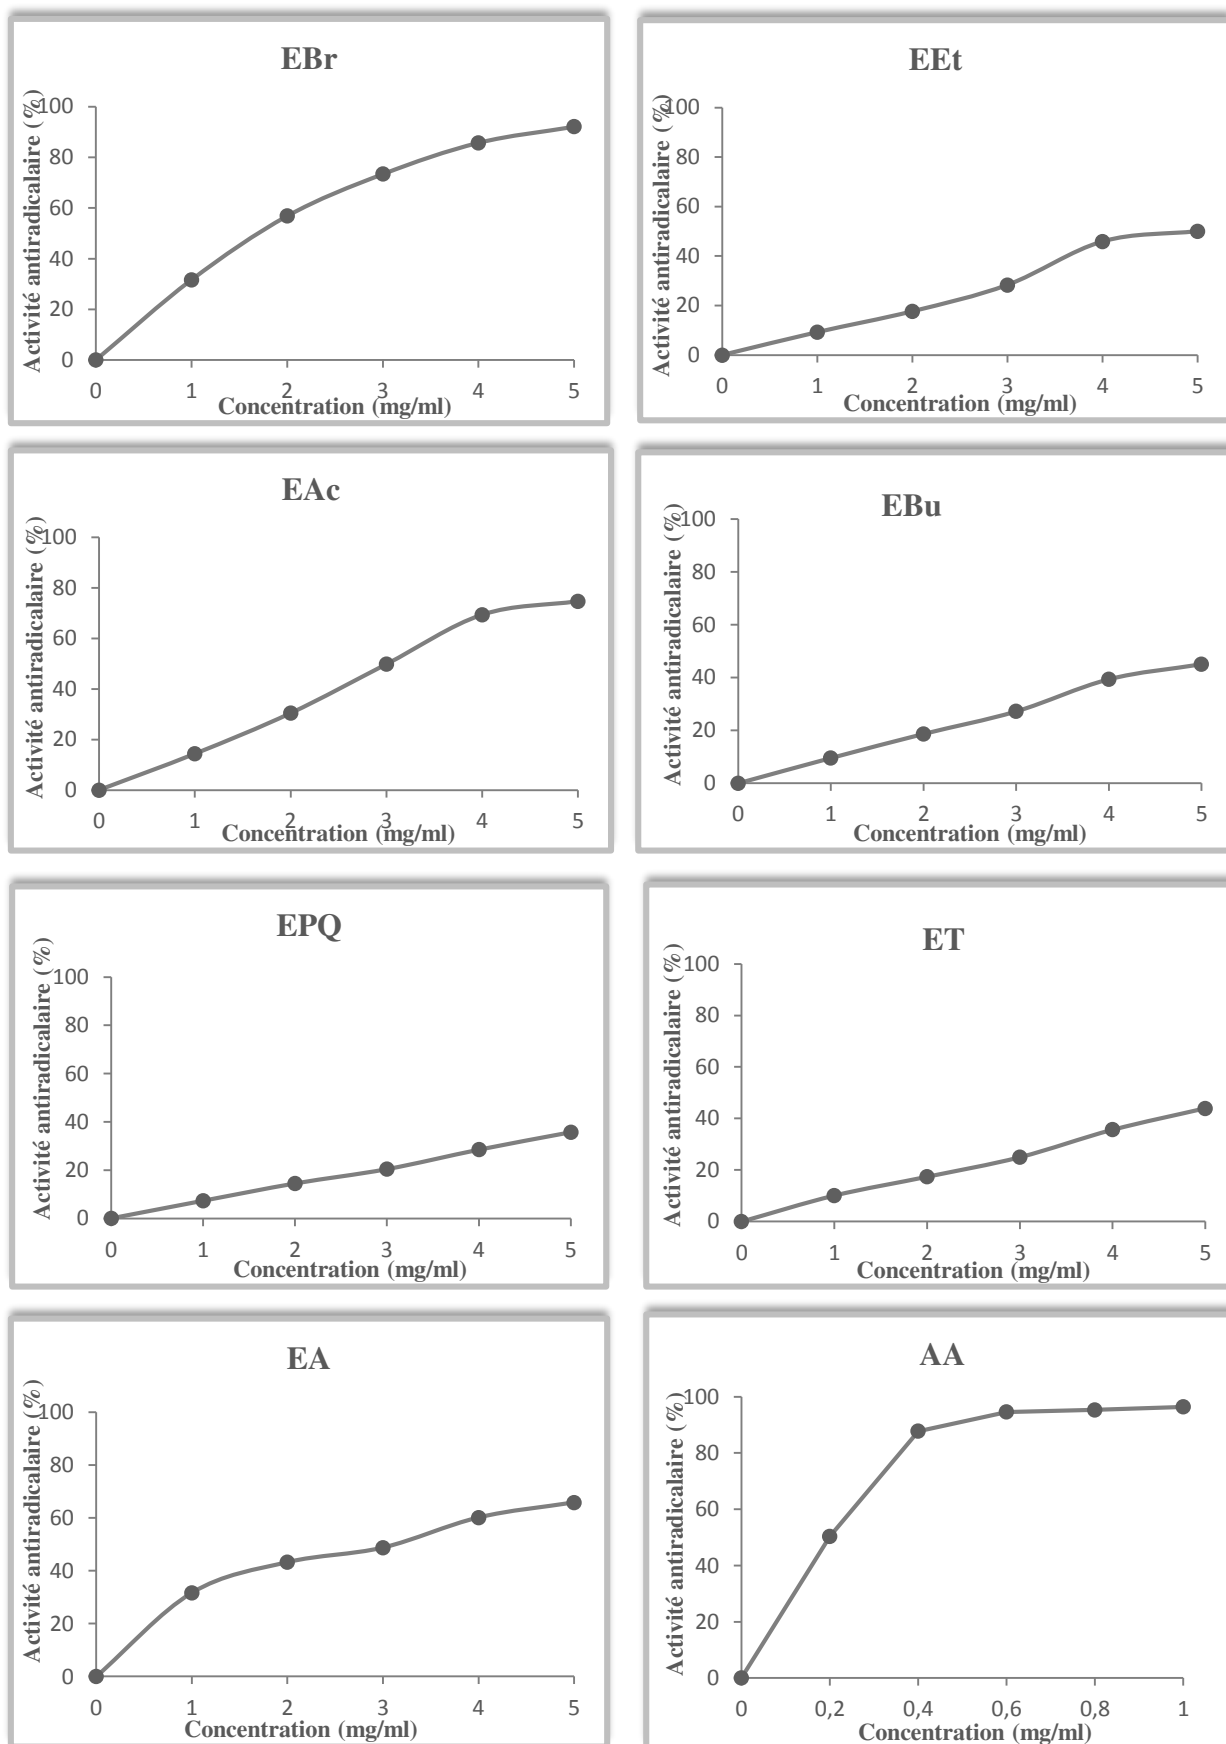 EBr
Activité antiradicalaire (%)
100
80
60
40
20
0
0 1 2 3 4 5
Concentration (mg/ml)
EEt
Activité antiradicalaire (%)
100
80
60
40
20
0
0 1 2 3 4 5
Concentration (mg/ml)
EAc
Activité antiradicalaire (%)
100
80
60
40
20
0
0 1 2 3 4 5
Concentration (mg/ml)
EBu
Activité antiradicalaire (%)
100
80
60
40
20
0
0 1 2 3 4 5
Concentration (mg/ml)
EPQ
Activité antiradicalaire (%)
100
80
60
40
20
0
0 1 2 3 4 5
Concentration (mg/ml)
ET
Activité antiradicalaire (%)
100
80
60
40
20
0
0 1 2 3 4 5
Concentration (mg/ml)
EA
Activité antiradicalaire (%)
100
80
60
40
20
0
0 1 2 3 4 5
Concentration (mg/ml)
AA
Activité antiradicalaire (%)
100
80
60
40
20
0
0 0,2 0,4 0,6 0,8 1
Concentration (mg/ml)